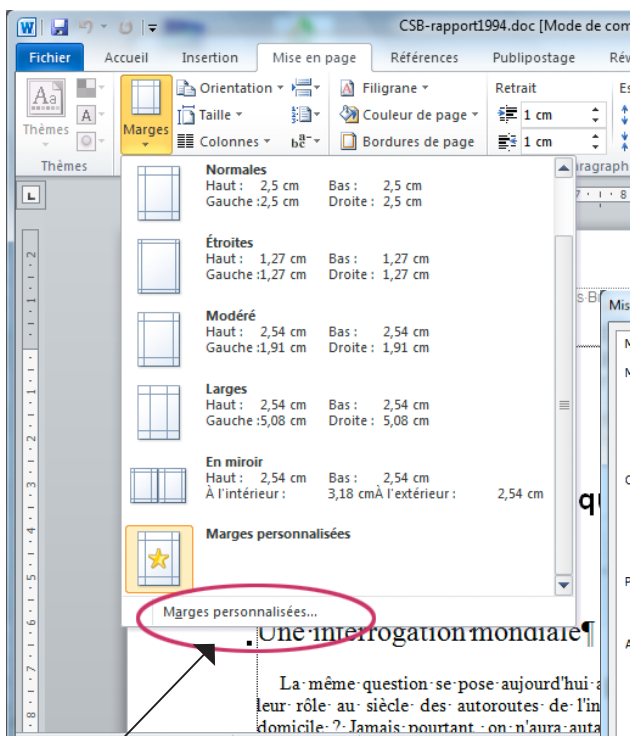 CSB-rapport1994.doc [Mode de com
Fichier Accueil Insertion Mise en page Références Publipostage Rév
Aa Thèmes Marges Orientation Filigrane Retrait Es
A Taille Couleur de page 1 cm
Colonnes Bordures de page 1 cm
Thèmes aragraph
L 7 8
Normales
Haut : 2,5 cm Bas : 2,5 cm
Gauche :2,5 cm Droite : 2,5 cm
Étroites
Haut : 1,27 cm Bas : 1,27 cm
Gauche :1,27 cm Droite : 1,27 cm
Modéré
Haut : 2,54 cm Bas : 2,54 cm
Gauche :1,91 cm Droite : 1,91 cm
Larges
Haut : 2,54 cm Bas : 2,54 cm
Gauche :5,08 cm Droite : 5,08 cm
En miroir
Haut : 2,54 cm Bas : 2,54 cm
À l'intérieur : 3,18 cmÀ l'extérieur : 2,54 cm
Marges personnalisées
Marges personnalisées...
Mis
Une·interrogation·mondiale¶
La·même·question·se·pose·aujourd'hui·a
leur·rôle·au·siècle·des·autoroutes·de·l'in
domicile·?·Jamais·pourtant·on·n'aura·auta